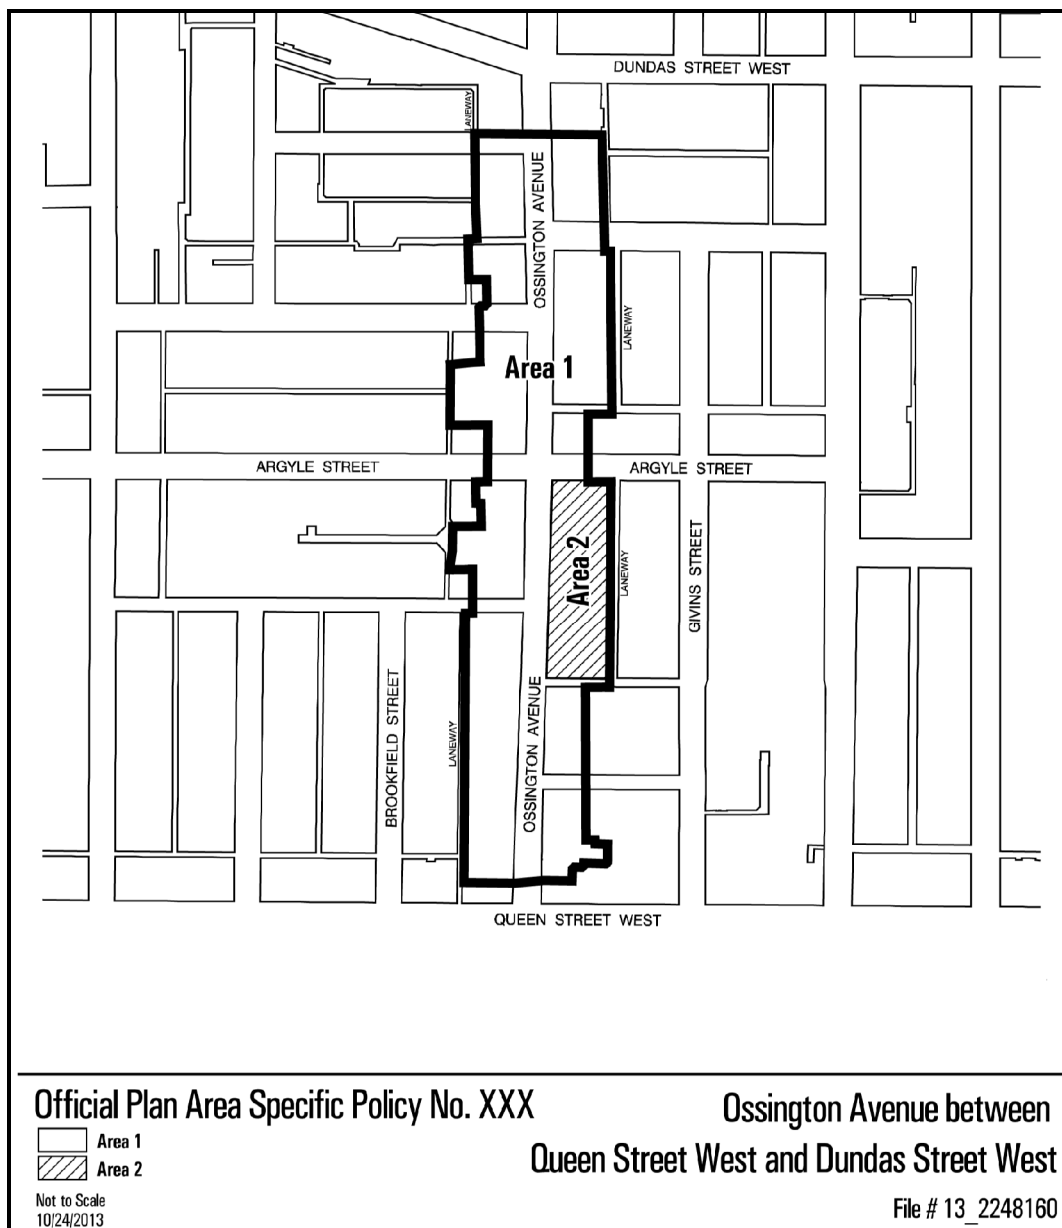 DUNDAS STREET WEST
LANEWAY
OSSINGTON AVENUE
LANEWAY
Area 1
ARGYLE STREET
ARGYLE STREET
Area 2
LANEWAY
GIVINS STREET
BROOKFIELD STREET
LANEWAY
OSSINGTON AVENUE
QUEEN STREET WEST
Official Plan Area Specific Policy No. XXX
Ossington Avenue between
Area 1
Queen Street West and Dundas Street West
Area 2
Not to Scale
10/24/2013
File # 13_2248160